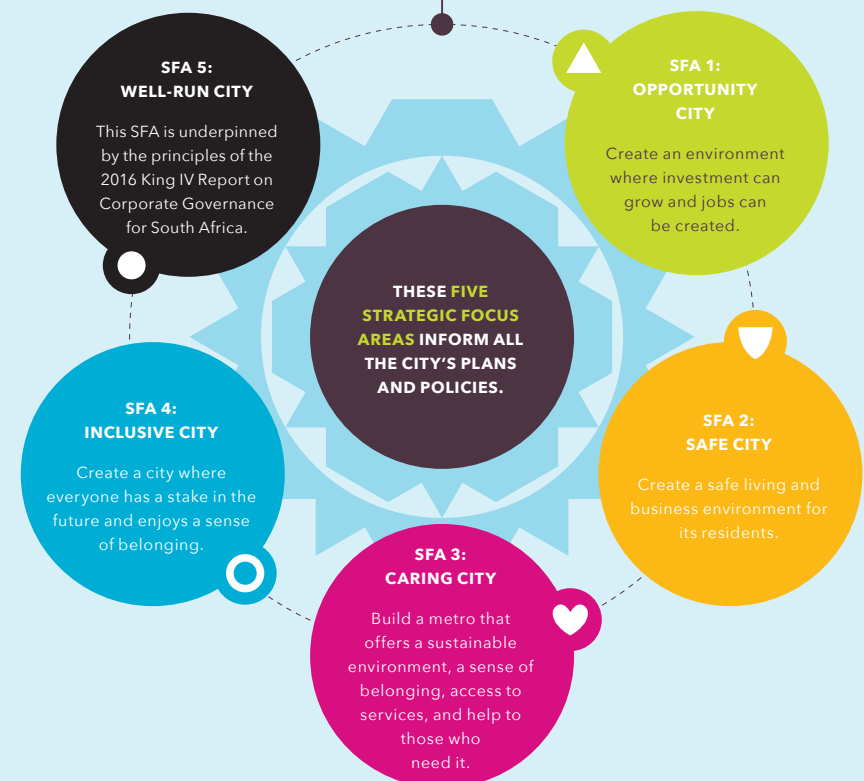 SFA 5:
WELL-RUN CITY
This SFA is underpinned
by the principles of the
2016 King IV Report on
Corporate Governance
for South Africa.
SFA 1:
OPPORTUNITY
CITY
Create an environment
where investment can
grow and jobs can
be created.
THESE FIVE
STRATEGIC FOCUS
AREAS INFORM ALL
THE CITY'S PLANS
AND POLICIES.
SFA 4:
INCLUSIVE CITY
Create a city where
everyone has a stake in the
future and enjoys a sense
of belonging.
SFA 2:
SAFE CITY
Create a safe living and
business environment for
its residents.
SFA 3:
CARING CITY
Build a metro that
offers a sustainable
environment, a sense of
belonging, access to
services, and help to
those who
need it.